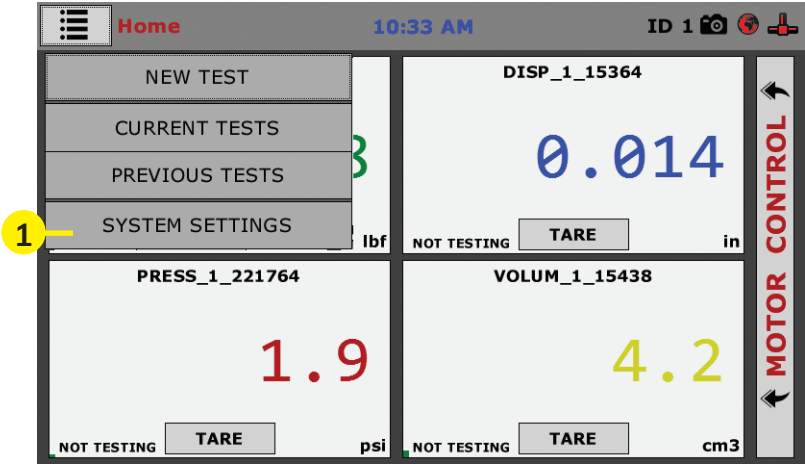 Home 10:33 AM ID 1
NEW TEST
CURRENT TESTS
PREVIOUS TESTS
1 SYSTEM SETTINGS
lbf
DISP_1_15364
0.014
NOT TESTING TARE in
PRESS_1_221764
1.9
NOT TESTING TARE psi
VOLUM_1_15438
4.2
NOT TESTING TARE cm3
MOTOR CONTROL